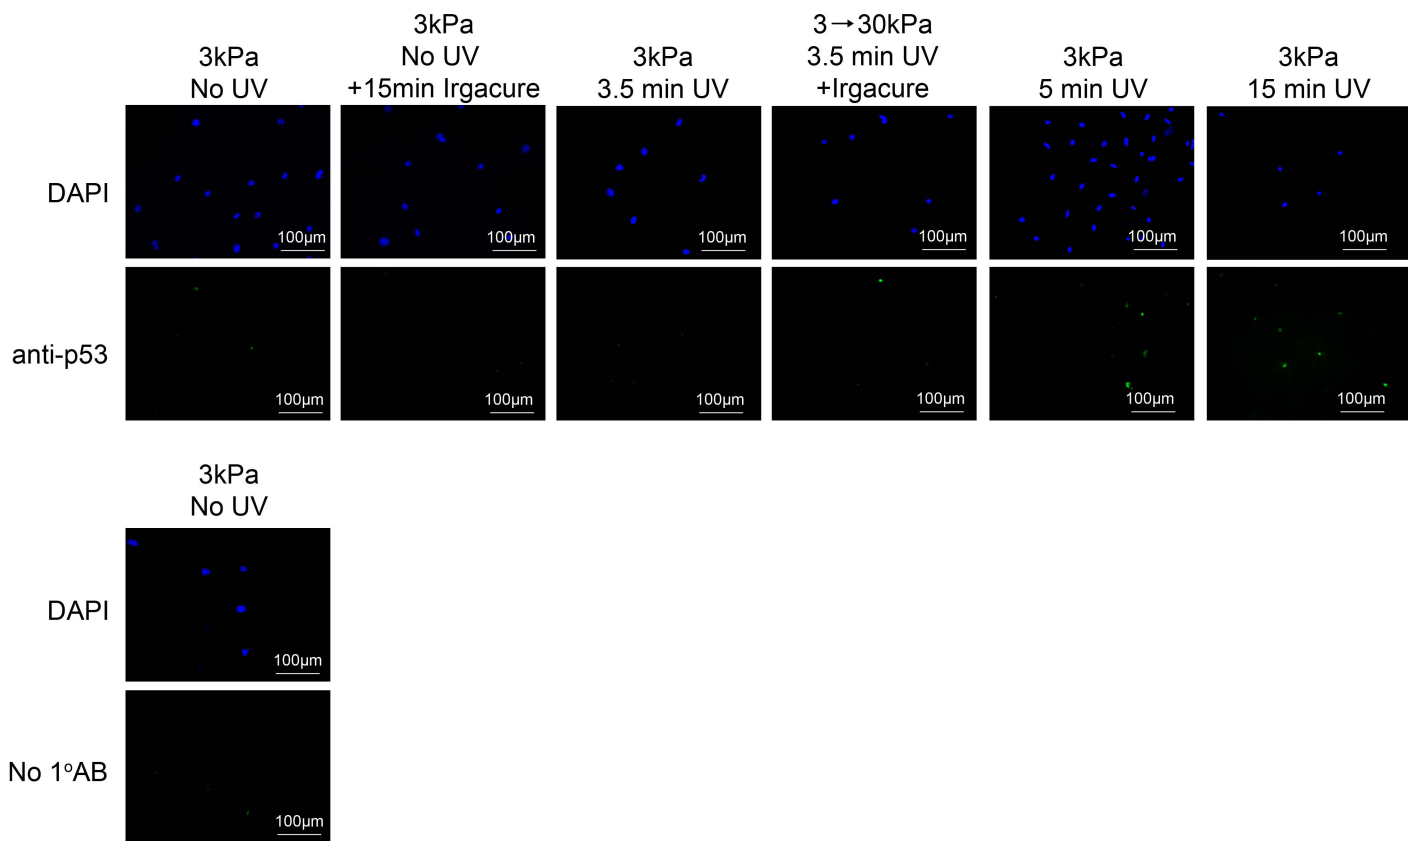 3kPa
No UV
3kPa
No UV
+15min Irgacure
3kPa
3.5 min UV
3→30kPa
3.5 min UV
+Irgacure
3kPa
5 min UV
3kPa
15 min UV
DAPI
100μm
100μm
100μm
100μm
100μm
100μm
anti-p53
100μm
100μm
100μm
100μm
100μm
100μm
3kPa
No UV
DAPI
100μm
No 1°AB
100μm